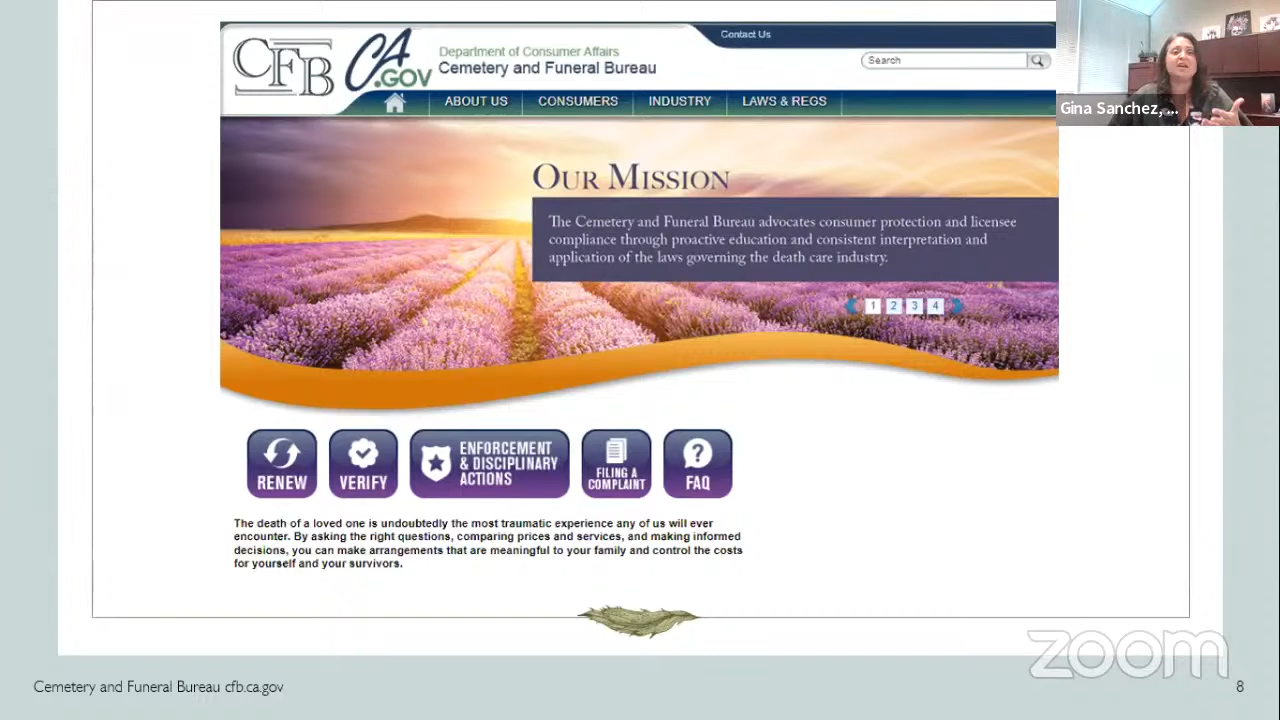 CFB
CA.GOV
Department of Consumer Affairs
Cemetery and Funeral Bureau
Contact Us
Search
ABOUT US
CONSUMERS
INDUSTRY
LAWS & REGS
Gina Sanchez, ...
OUR MISSION
The Cemetery and Funeral Bureau advocates consumer protection and licensee
compliance through proactive education and consistent interpretation and
application of the laws governing the death care industry.
1 2 3 4
RENEW
VERIFY
ENFORCEMENT
& DISCIPLINARY
ACTIONS
FILING A
COMPLAINT
?
FAQ
The death of a loved one is undoubtedly the most traumatic experience any of us will ever
encounter. By asking the right questions, comparing prices and services, and making informed
decisions, you can make arrangements that are meaningful to your family and control the costs
for yourself and your survivors.
zoom
Cemetery and Funeral Bureau cfb.ca.gov
8